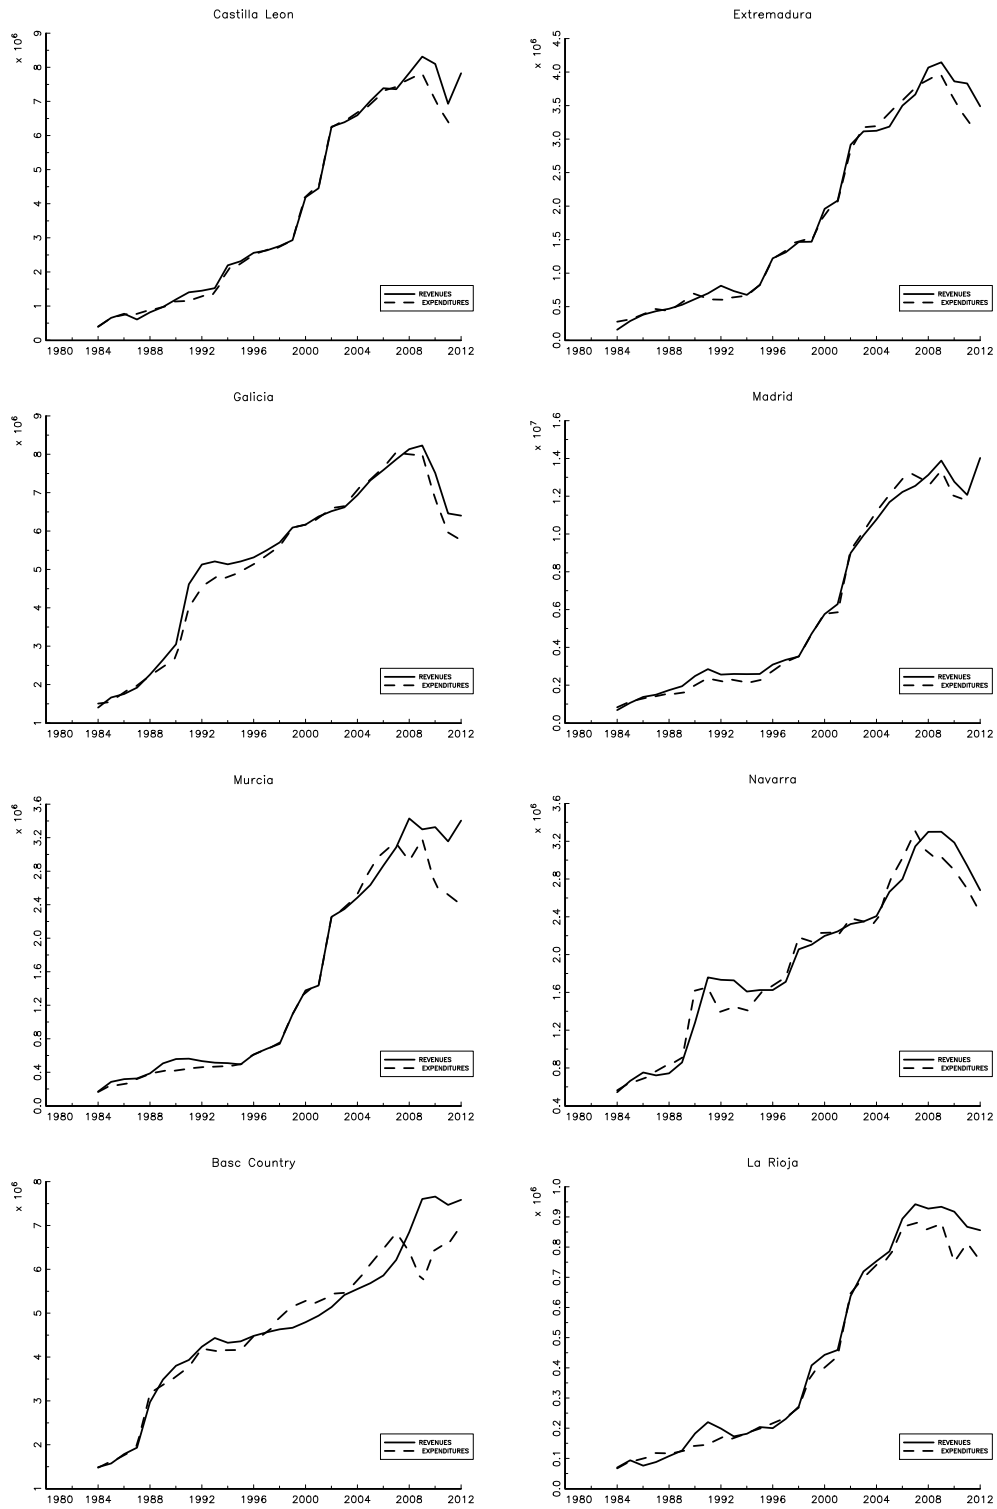 Castilla Leon
x 10^6
9
8
7
6
5
4
3
2
1
0
REVENUES
EXPENDITURES
1980 1984 1988 1992 1996 2000 2004 2008 2012
Extremadura
x 10^6
4.5
4.0
3.5
3.0
2.5
2.0
1.5
1.0
0.5
0.0
REVENUES
EXPENDITURES
1980 1984 1988 1992 1996 2000 2004 2008 2012
Galicia
x 10^6
9
8
7
6
5
4
3
2
1
REVENUES
EXPENDITURES
1980 1984 1988 1992 1996 2000 2004 2008 2012
Madrid
x 10^7
1.6
1.4
1.2
1.0
0.8
0.6
0.4
0.2
0.0
REVENUES
EXPENDITURES
1980 1984 1988 1992 1996 2000 2004 2008 2012
Murcia
x 10^6
3.6
3.2
2.8
2.4
2.0
1.6
1.2
0.8
0.4
0.0
REVENUES
EXPENDITURES
1980 1984 1988 1992 1996 2000 2004 2008 2012
Navarra
x 10^6
3.6
3.2
2.8
2.4
2.0
1.6
1.2
0.8
0.4
REVENUES
EXPENDITURES
1980 1984 1988 1992 1996 2000 2004 2008 2012
Basc Country
x 10^6
8
7
6
5
4
3
2
1
REVENUES
EXPENDITURES
1980 1984 1988 1992 1996 2000 2004 2008 2012
La Rioja
x 10^6
1.0
0.9
0.8
0.7
0.6
0.5
0.4
0.3
0.2
0.1
0.0
REVENUES
EXPENDITURES
1980 1984 1988 1992 1996 2000 2004 2008 2012